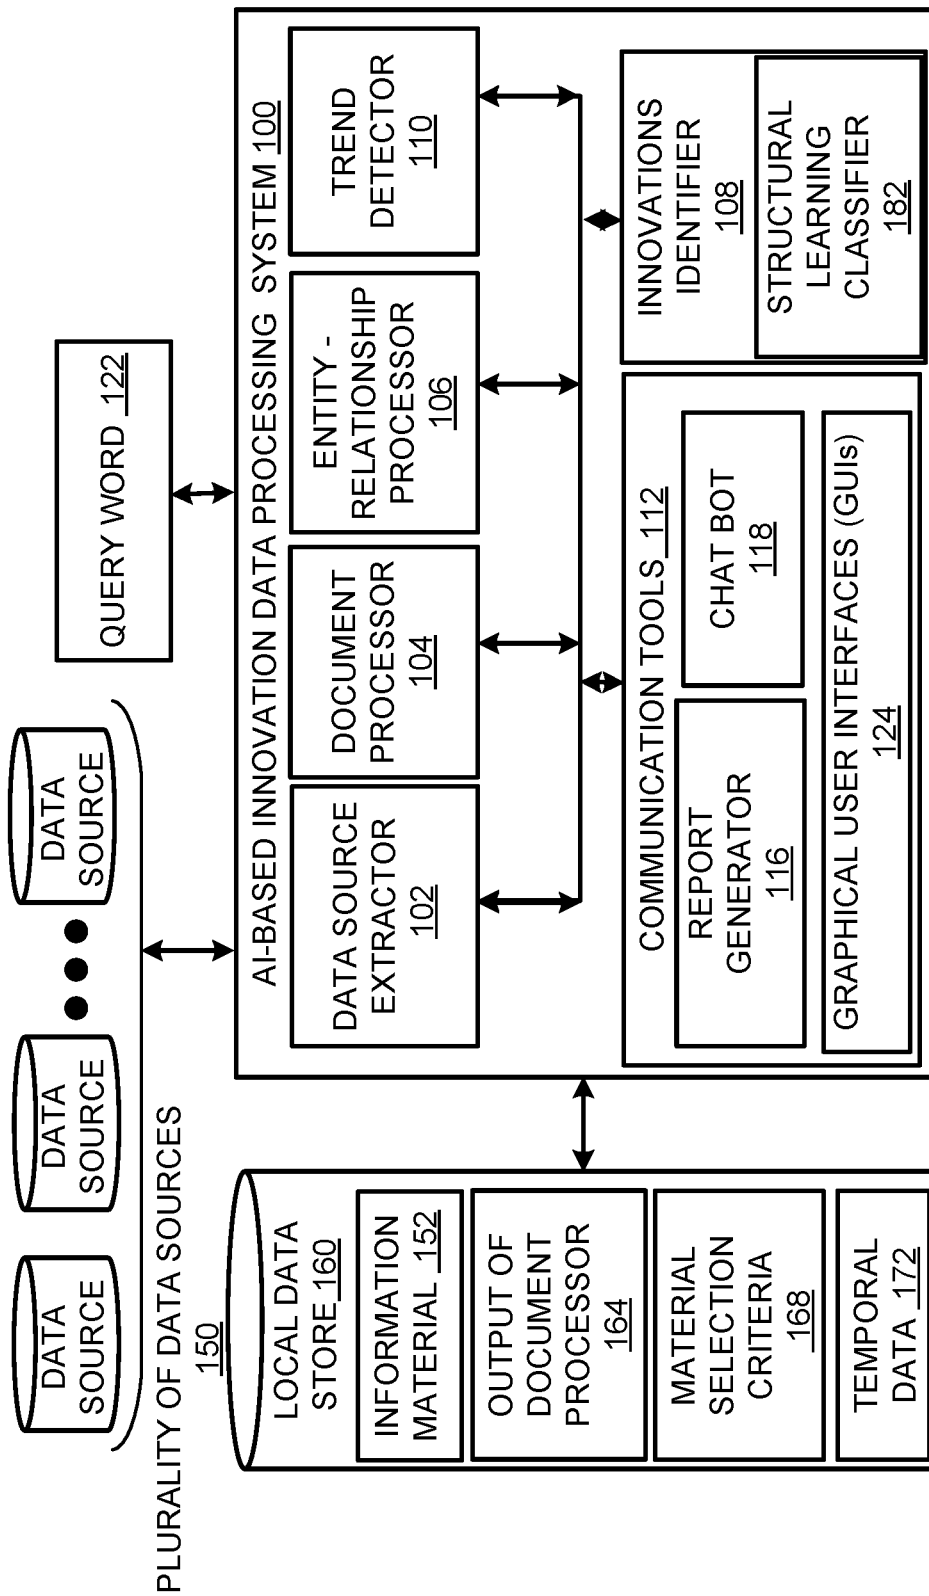 DATA
SOURCE
DATA
SOURCE
DATA
SOURCE
PLURALITY OF DATA SOURCES
150
QUERY WORD 122
LOCAL DATA
STORE 160
INFORMATION
MATERIAL 152
OUTPUT OF
DOCUMENT
PROCESSOR
164
MATERIAL
SELECTION
CRITERIA
168
TEMPORAL
DATA 172
AI-BASED INNOVATION DATA PROCESSING SYSTEM 100
DATA SOURCE
EXTRACTOR
102
DOCUMENT
PROCESSOR
104
ENTITY -
RELATIONSHIP
PROCESSOR
106
TREND
DETECTOR
110
COMMUNICATION TOOLS 112
REPORT
GENERATOR
116
CHAT BOT
118
GRAPHICAL USER INTERFACES (GUIs)
124
INNOVATIONS
IDENTIFIER
108
STRUCTURAL
LEARNING
CLASSIFIER
182